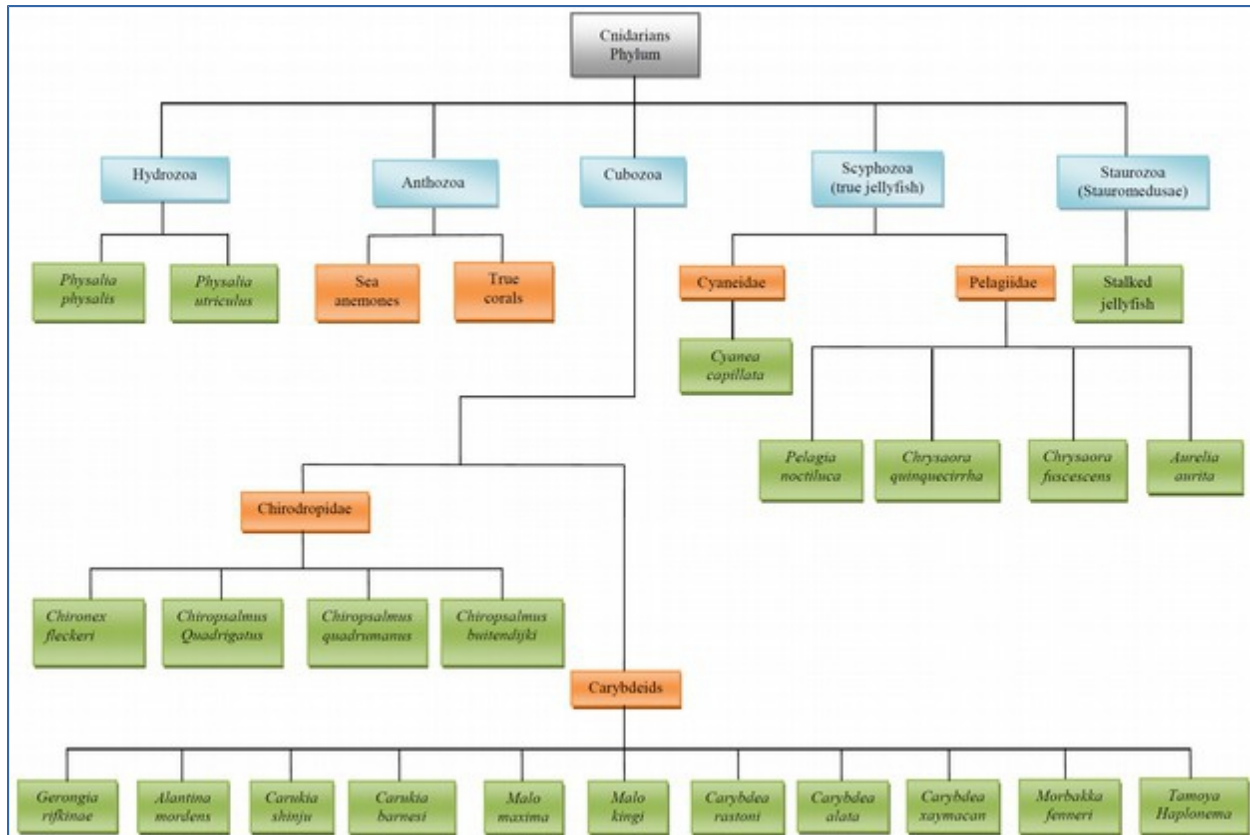 Cnidarians
Phylum
Hydrozoa
Anthozoa
Cubozoa
Scyphozoa
(true jellyfish)
Staurozoa
(Stauromedusae)
Physalia
physalis
Physalia
utriculus
Sea
anemones
True
corals
Cyaneidae
Pelagiidae
Stalked
jellyfish
Cyanea
capillata
Pelagia
noctiluca
Chrysaora
quinquecirrha
Chrysaora
fuscescens
Aurelia
aurita
Chirodropidae
Chironex
fleckeri
Chiropsalmus
Quadrigatus
Chiropsalmus
quadrumanus
Chiropsalmus
buitendijki
Carybdeids
Gerongia
rifkinae
Alantina
mordens
Carukia
shinju
Carukia
barnesi
Malo
maxima
Malo
kingi
Carybdea
rastoni
Carybdea
alata
Carybdea
xaymacan
Morbakka
fenneri
Tamoya
Haplonema